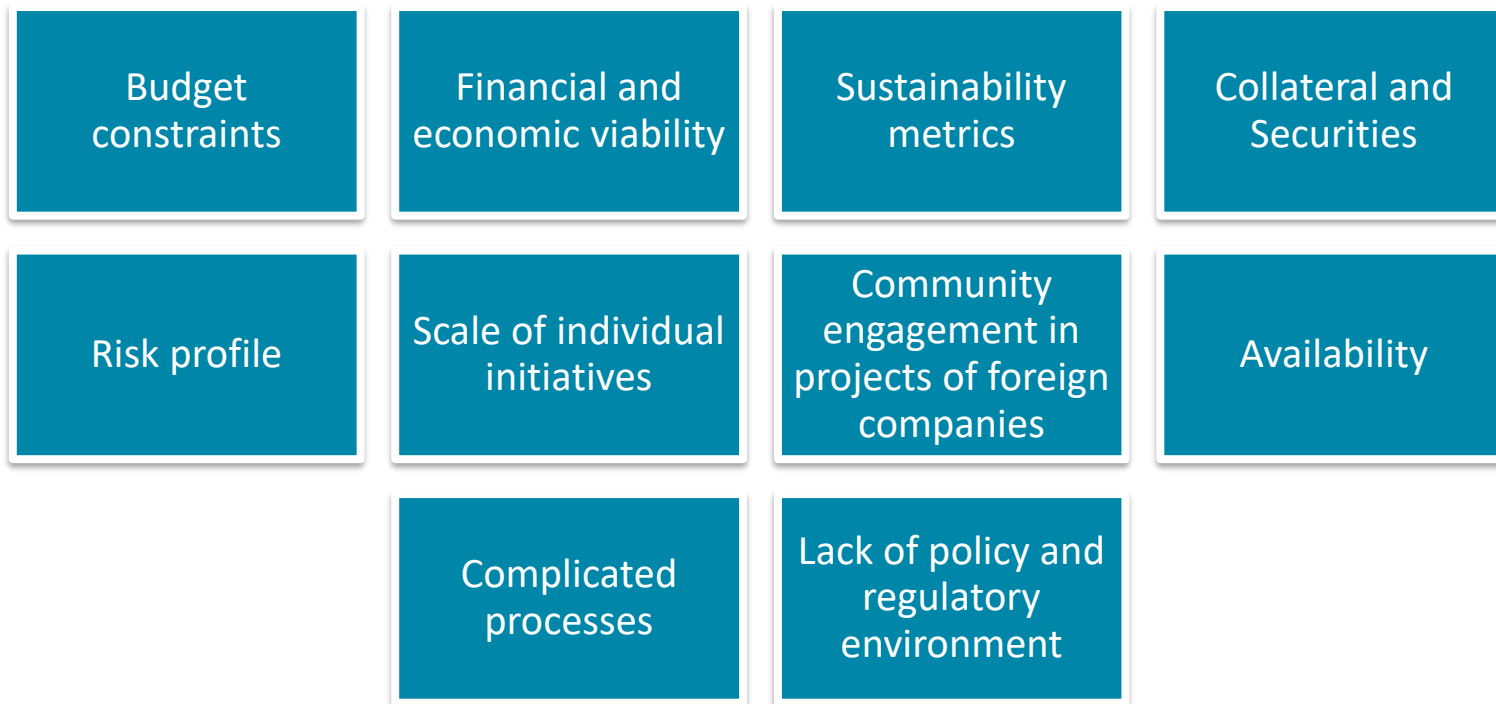 Budget
constraints
Financial and
economic viability
Sustainability
metrics
Collateral and
Securities
Risk profile
Scale of individual
initiatives
Community
engagement in
projects of foreign
companies
Availability
Complicated
processes
Lack of policy and
regulatory
environment